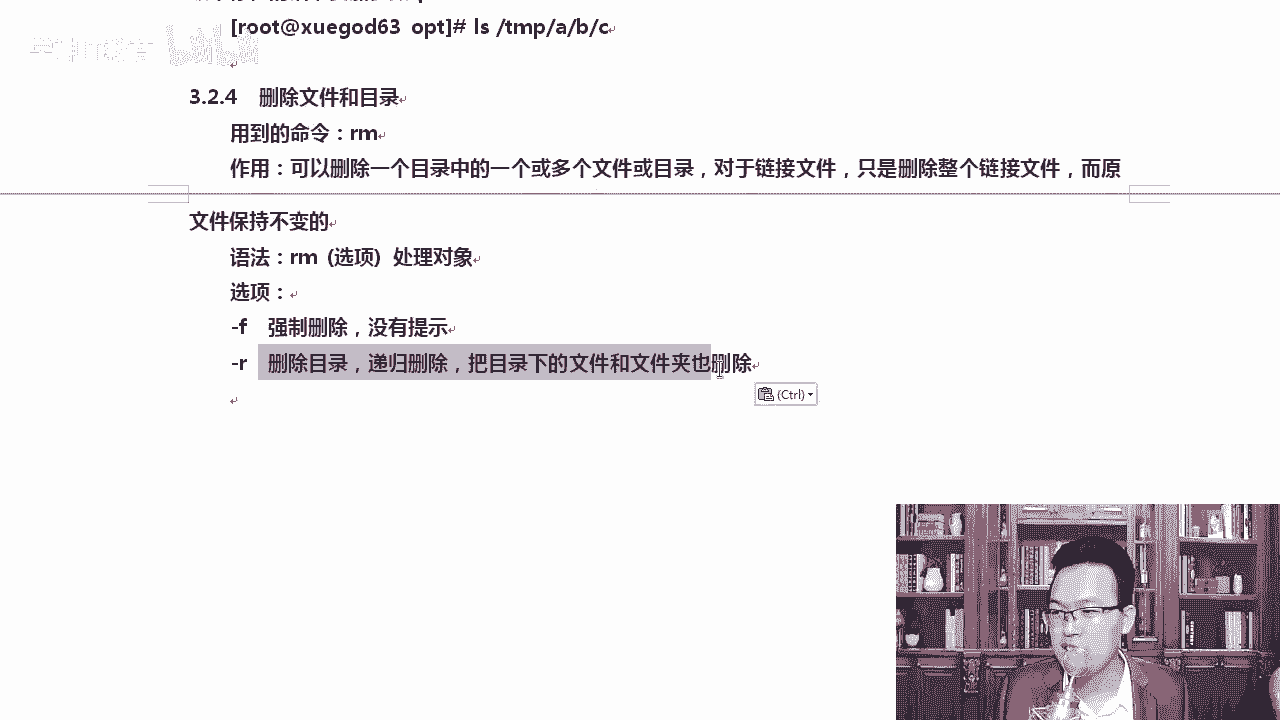 [root@xuegod63 opt]# ls /tmp/a/b/c
3.2.4 删除文件和目录
用到的命令：rm
作用：可以删除一个目录中的一个或多个文件或目录，对于链接文件，只是删除整个链接文件，而原
文件保持不变的
语法：rm (选项) 处理对象
选项：
-f 强制删除，没有提示
-r 删除目录，递归删除，把目录下的文件和文件夹也删除
(Ctrl)